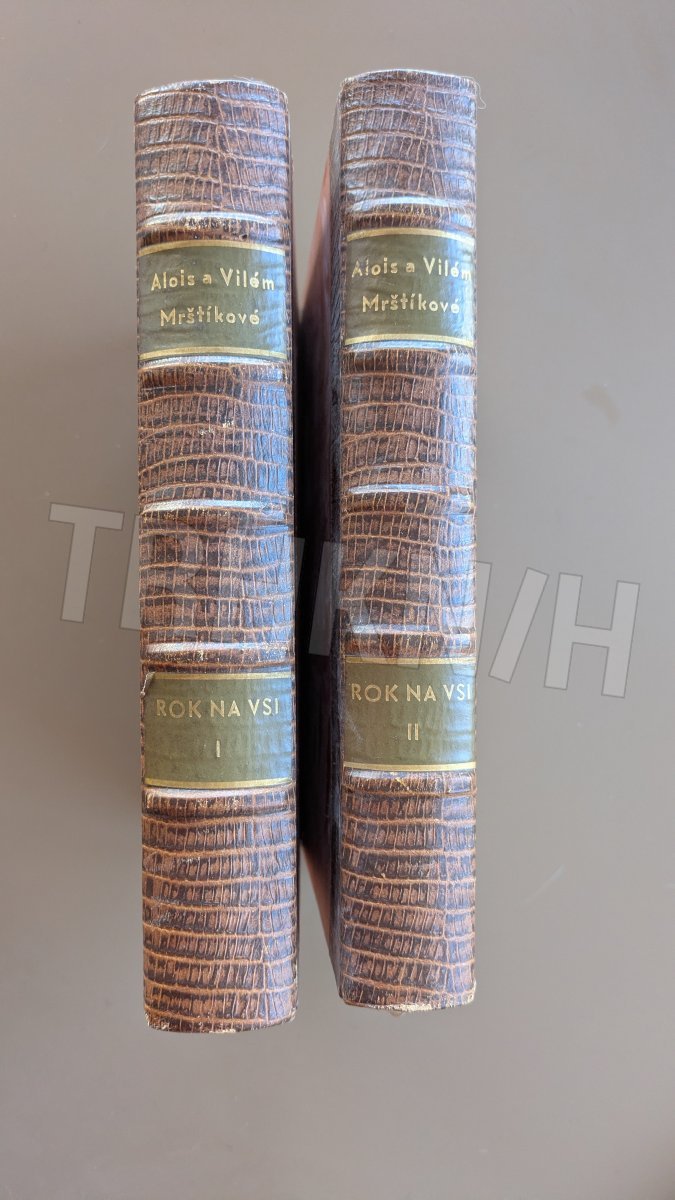 Alois a Vilém
Mrštíkové
ROK NA VSI
I
Alois a Vilém
Mrštíkové
ROK NA VSI
II